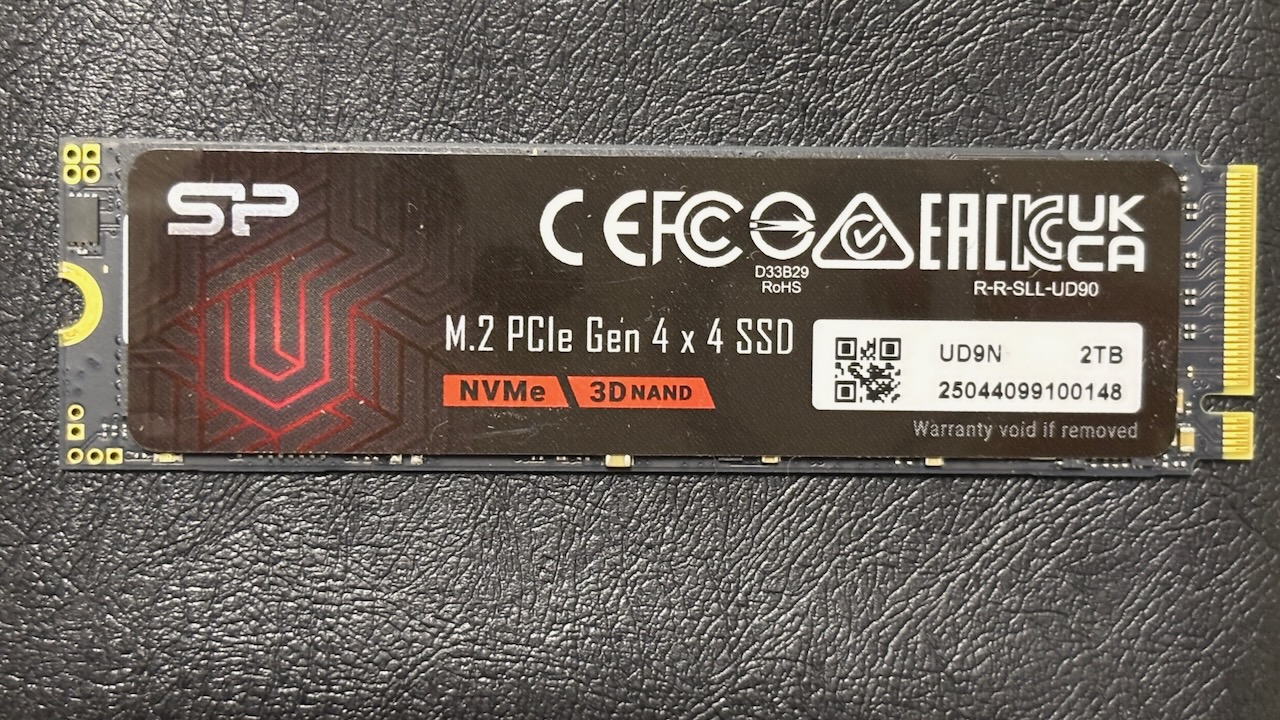 SP
CE FC EAC KC UK CA
D33B29
RoHS
R-R-SLL-UD90
M.2 PCIe Gen 4 x 4 SSD
NVMe 3D NAND
UD9N 2TB
25044099100148
Warranty void if removed